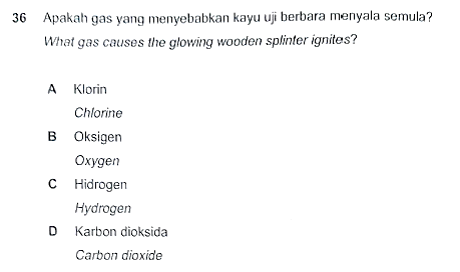 36 Apakah gas yang menyebabkan kayu uji berbara menyala semula?
What gas causes the glowing wooden splinter ignites?
A Klorin
Chlorine
B Oksigen
Oxygen
C Hidrogen
Hydrogen
D Karbon dioksida
Carbon dioxide